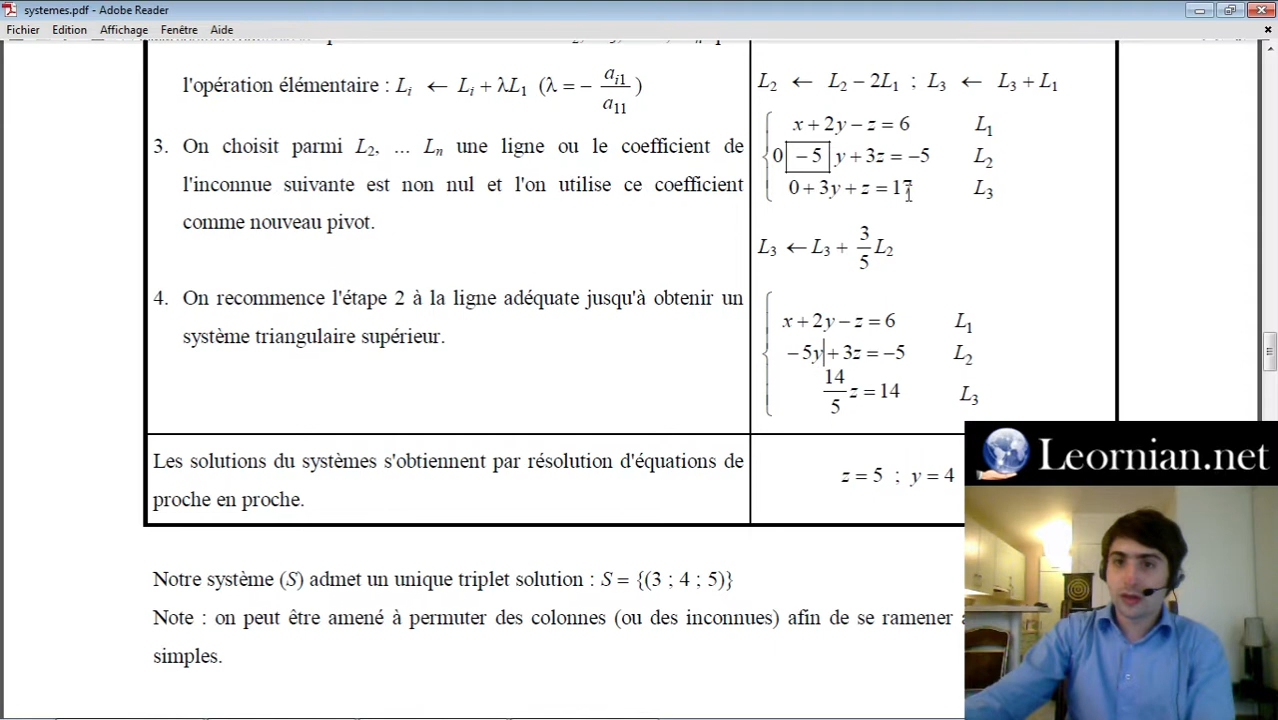 systemes.pdf - Adobe Reader
Fichier Edition Affichage Fenêtre Aide
l'opération élémentaire : Li ← Li + λL1 (λ = − ai1/a11)
3. On choisit parmi L2, ... Ln une ligne ou le coefficient de
l'inconnue suivante est non nul et l'on utilise ce coefficient
comme nouveau pivot.
4. On recommence l'étape 2 à la ligne adéquate jusqu'à obtenir un
système triangulaire supérieur.
L2 ← L2 − 2L1 ; L3 ← L3 + L1
x + 2y − z = 6 L1
0 − 5 y + 3z = −5 L2
0 + 3y + z = 17 L3
L3 ← L3 + 3/5 L2
x + 2y − z = 6 L1
− 5y + 3z = −5 L2
14/5 z = 14 L3
Les solutions du systèmes s'obtiennent par résolution d'équations de
proche en proche.
z = 5 ; y = 4
Leornian.net
Notre système (S) admet un unique triplet solution : S = {(3 ; 4 ; 5)}
Note : on peut être amené à permuter des colonnes (ou des inconnues) afin de se ramener
simples.